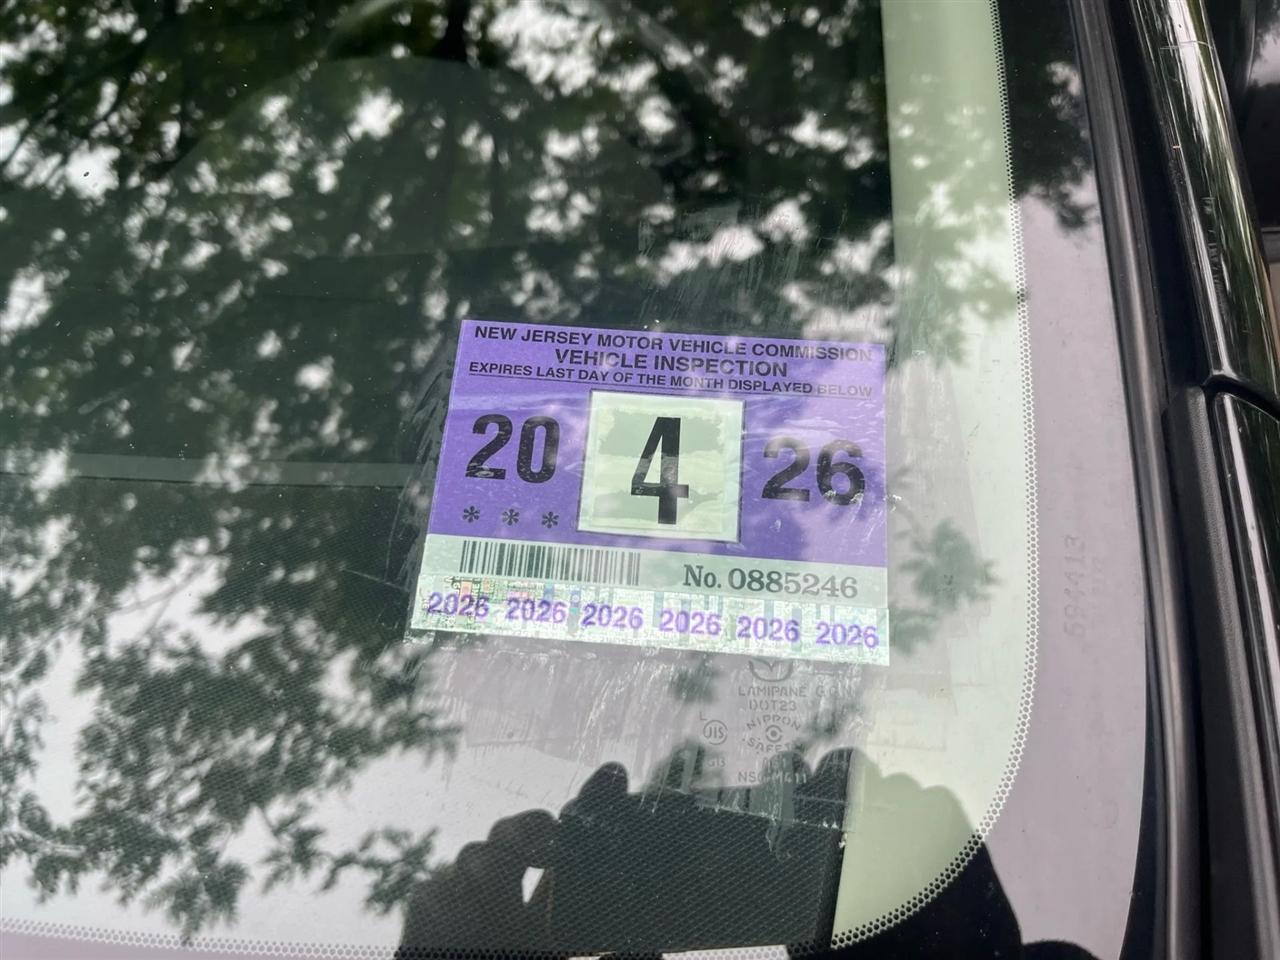 NEW JERSEY MOTOR VEHICLE COMMISSION
VEHICLE INSPECTION
EXPIRES LAST DAY OF THE MONTH DISPLAYED BELOW
20 4 26
* * *
No. 0885246
2026 2026 2026 2026 2026 2026
LAMIPANE
DOT23
JIS NIPPON
SAFETY